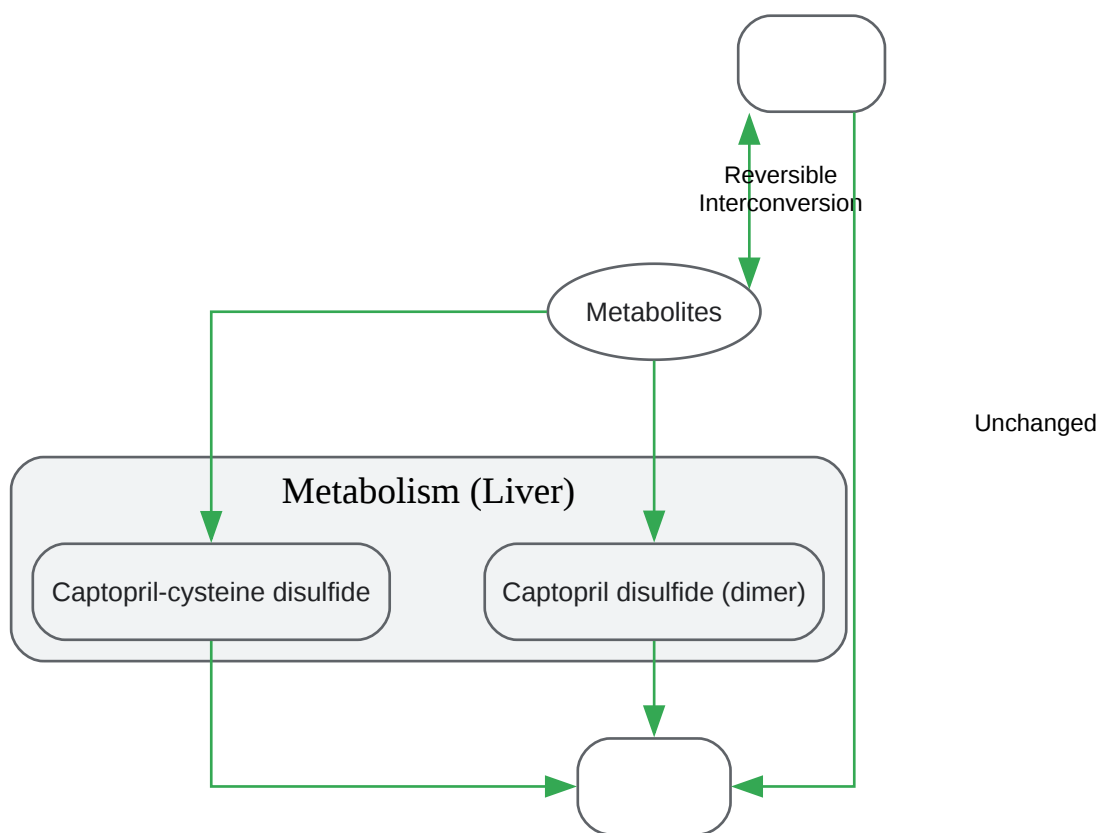 Reversible
Interconversion
Metabolites
Unchanged
Metabolism (Liver)
Captopril-cysteine disulfide
Captopril disulfide (dimer)